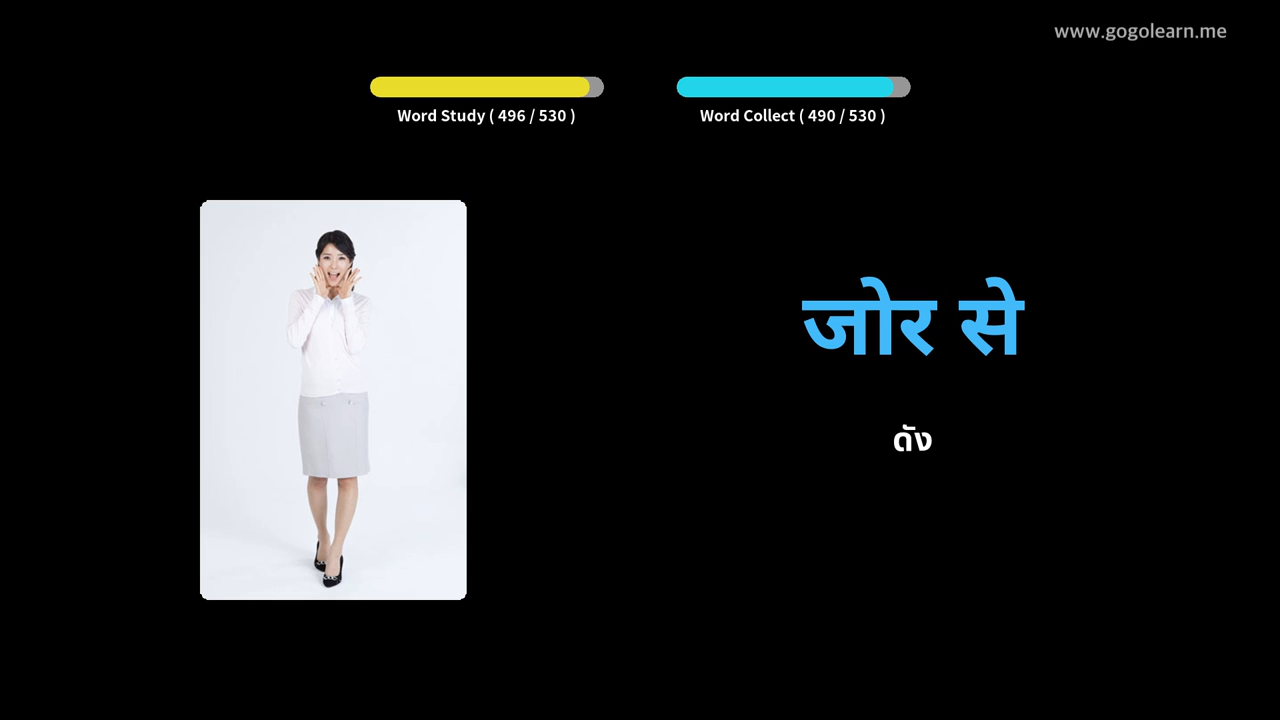 www.gogolearn.me
Word Study ( 496 / 530 )
Word Collect ( 490 / 530 )
जोर से
ดัง